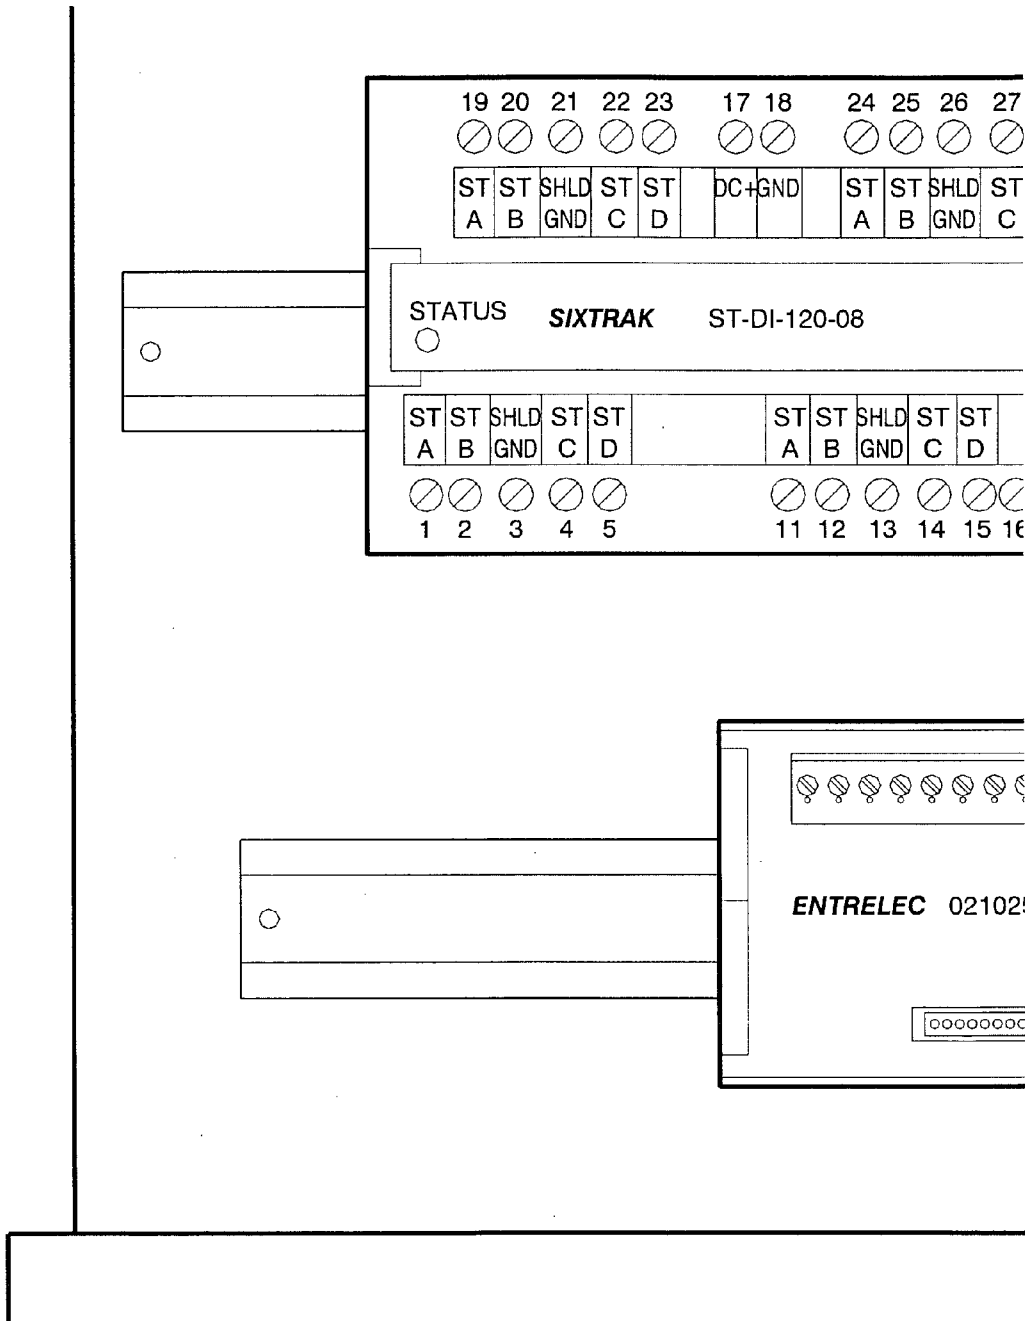 19 20 21 22 23 17 18 24 25 26 27
ST ST SHLD ST ST DC+ GND ST ST SHLD ST
A B GND C D A B GND C
STATUS SIXTRAK ST-DI-120-08
ST ST SHLD ST ST ST ST SHLD ST ST
A B GND C D A B GND C D
1 2 3 4 5 11 12 13 14 15 16
ENTRELEC 021025